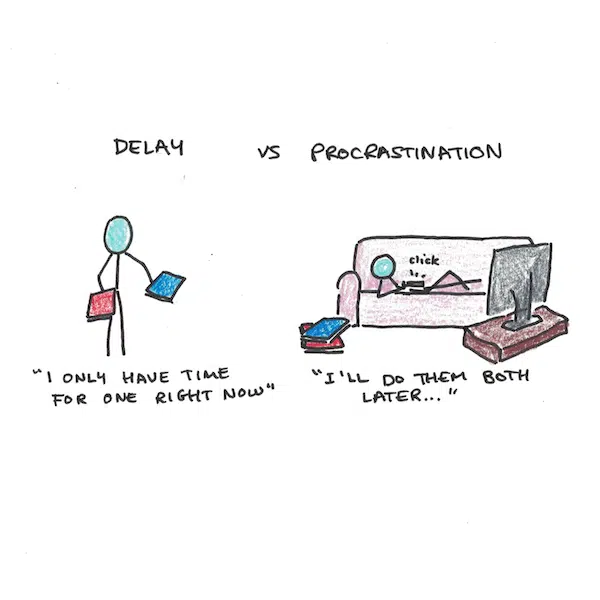 DELAY VS PROCRASTINATION
click
"I ONLY HAVE TIME
FOR ONE RIGHT NOW"
"I'LL DO THEM BOTH
LATER..."